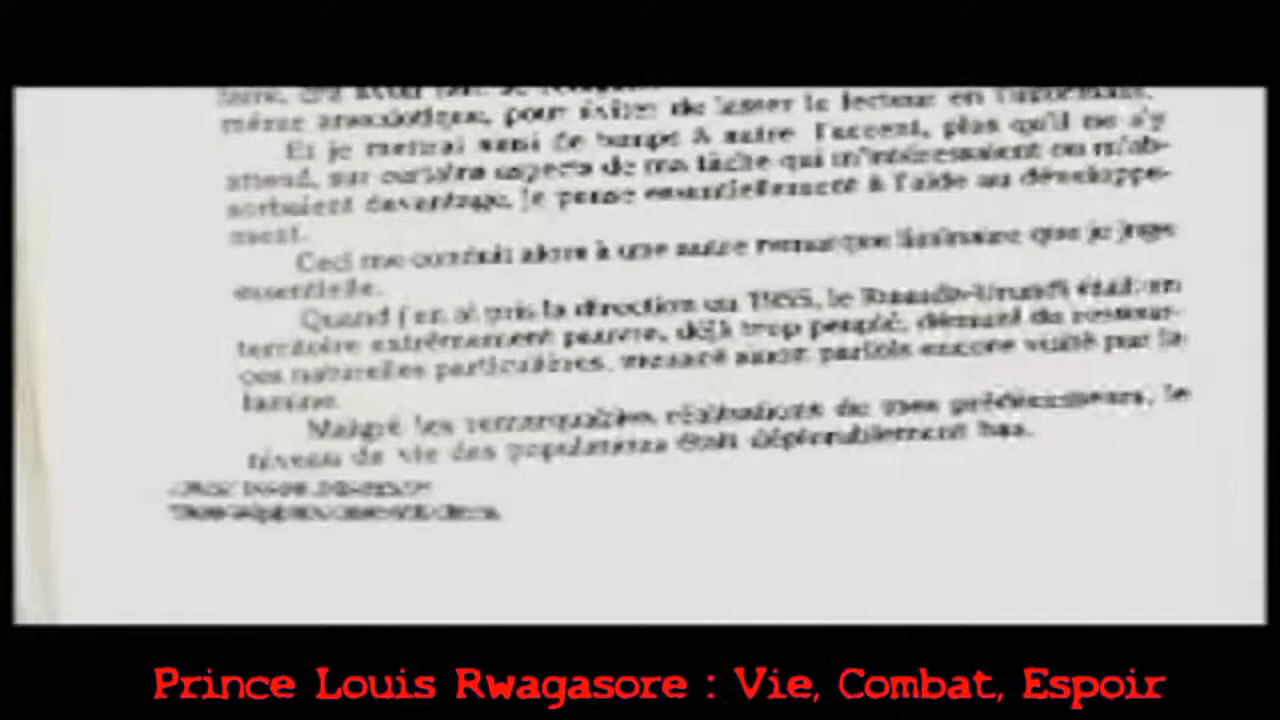 même anecdotique, pour éviter de lasser le lecteur en l'informant.
Et je mettrai ainsi de temps à autre l'accent, plus qu'il ne s'y
attend, sur certains aspects de ma tâche qui m'intéressaient ou m'ab-
sorbaient davantage, je pense essentiellement à l'aide au développe-
ment.
Ceci me conduit alors à une autre remarque liminaire que je juge
essentielle.
Quand j'en ai pris la direction en 1955, le Ruanda-Urundi était un
territoire extrêmement pauvre, déjà trop peuplé, démuni de ressour-
ces naturelles particulières, menacé sinon parfois encore visité par la
famine.
Malgré les remarquables réalisations de mes prédécesseurs, le
niveau de vie des populations était déplorablement bas.
Prince Louis Rwagasore : Vie, Combat, Espoir